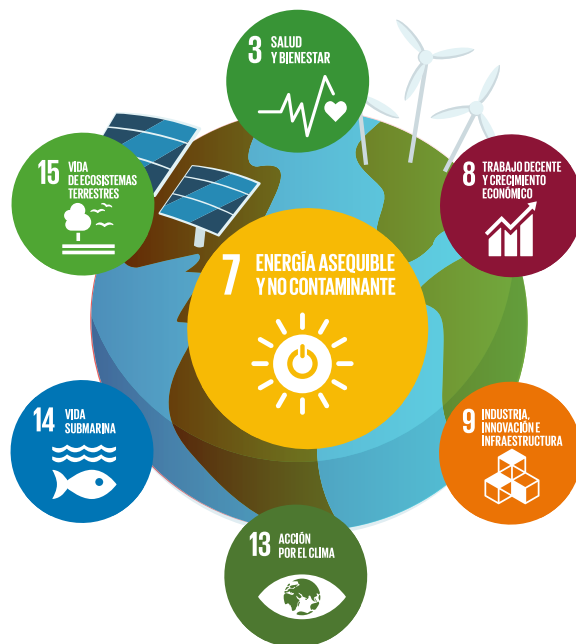 3 SALUD
Y BIENESTAR
15 VIDA
DE ECOSISTEMAS
TERRESTRES
8 TRABAJO DECENTE
Y CRECIMIENTO
ECONÓMICO
7 ENERGÍA ASEQUIBLE
Y NO CONTAMINANTE
14 VIDA
SUBMARINA
9 INDUSTRIA,
INNOVACIÓN E
INFRAESTRUCTURA
13 ACCIÓN
POR EL CLIMA